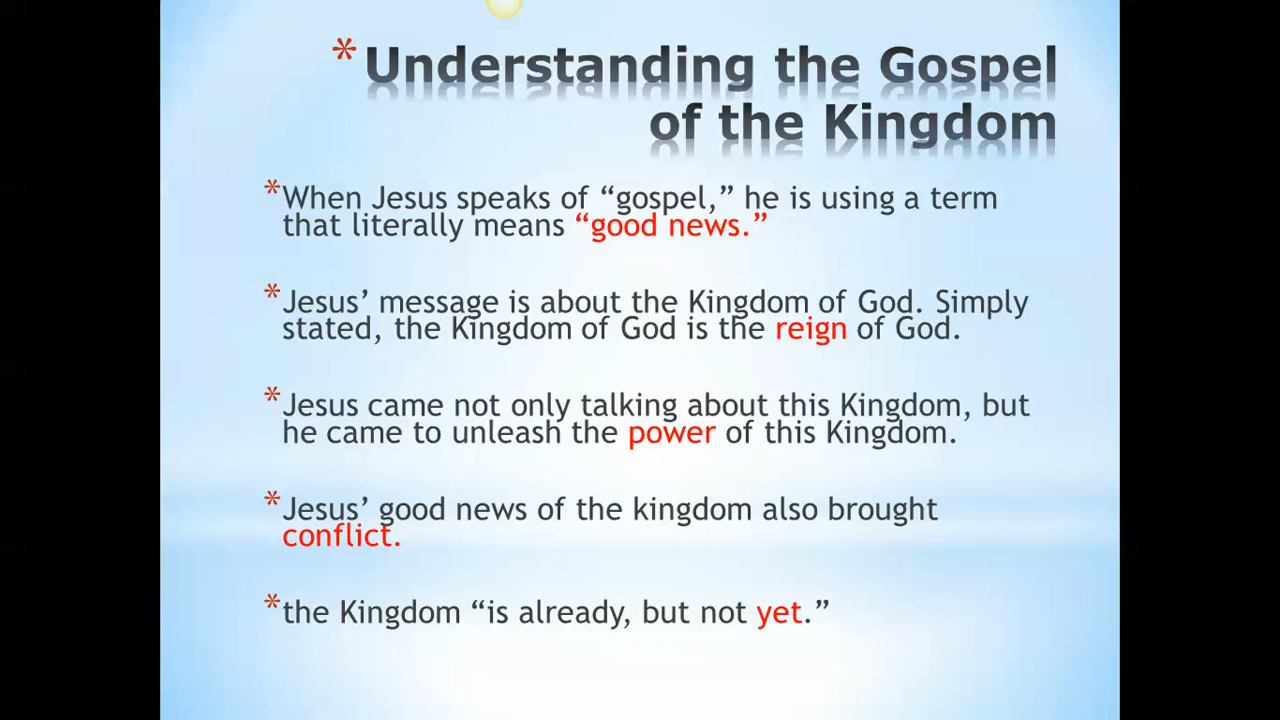 * Understanding the Gospel
of the Kingdom
* When Jesus speaks of “gospel,” he is using a term
that literally means “good news.”
* Jesus’ message is about the Kingdom of God. Simply
stated, the Kingdom of God is the reign of God.
* Jesus came not only talking about this Kingdom, but
he came to unleash the power of this Kingdom.
* Jesus’ good news of the kingdom also brought
conflict.
* the Kingdom “is already, but not yet.”